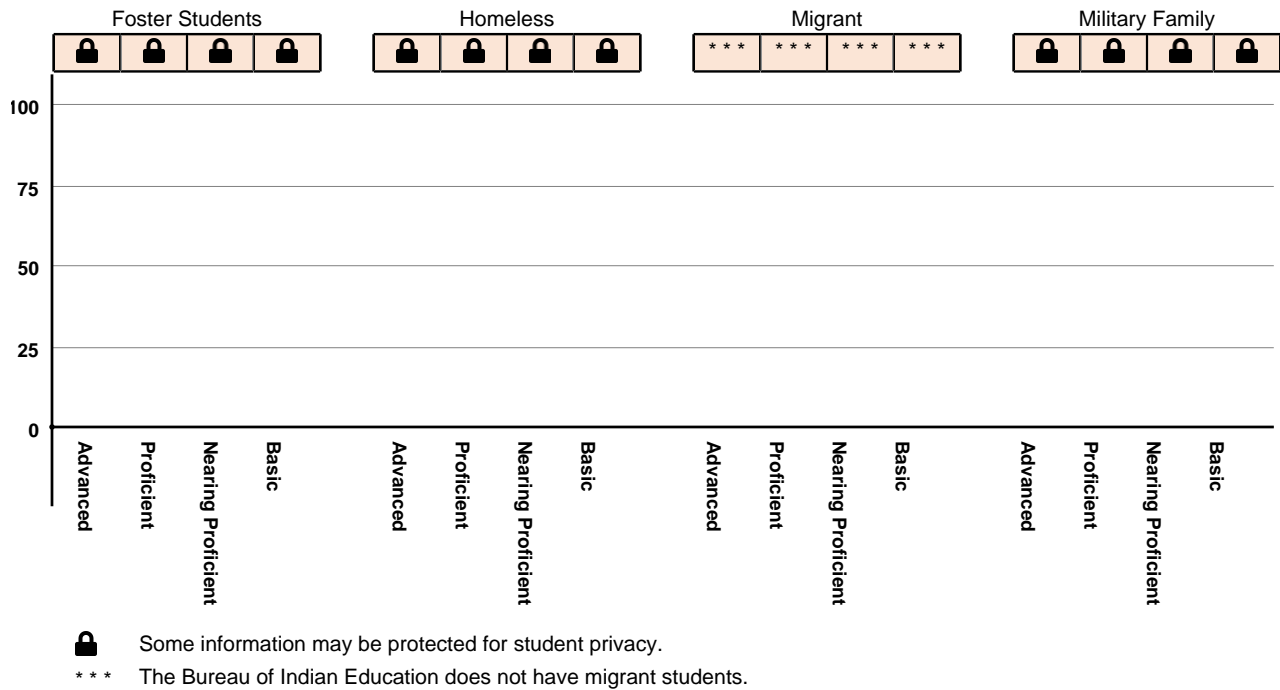 Foster Students Homeless Migrant Military Family
* * * * * * * * * * * *
100
75
50
25
0
Advanced Proficient Nearing Proficient Basic Advanced Proficient Nearing Proficient Basic Advanced Proficient Nearing Proficient Basic Advanced Proficient Nearing Proficient Basic
Some information may be protected for student privacy.
* * * The Bureau of Indian Education does not have migrant students.